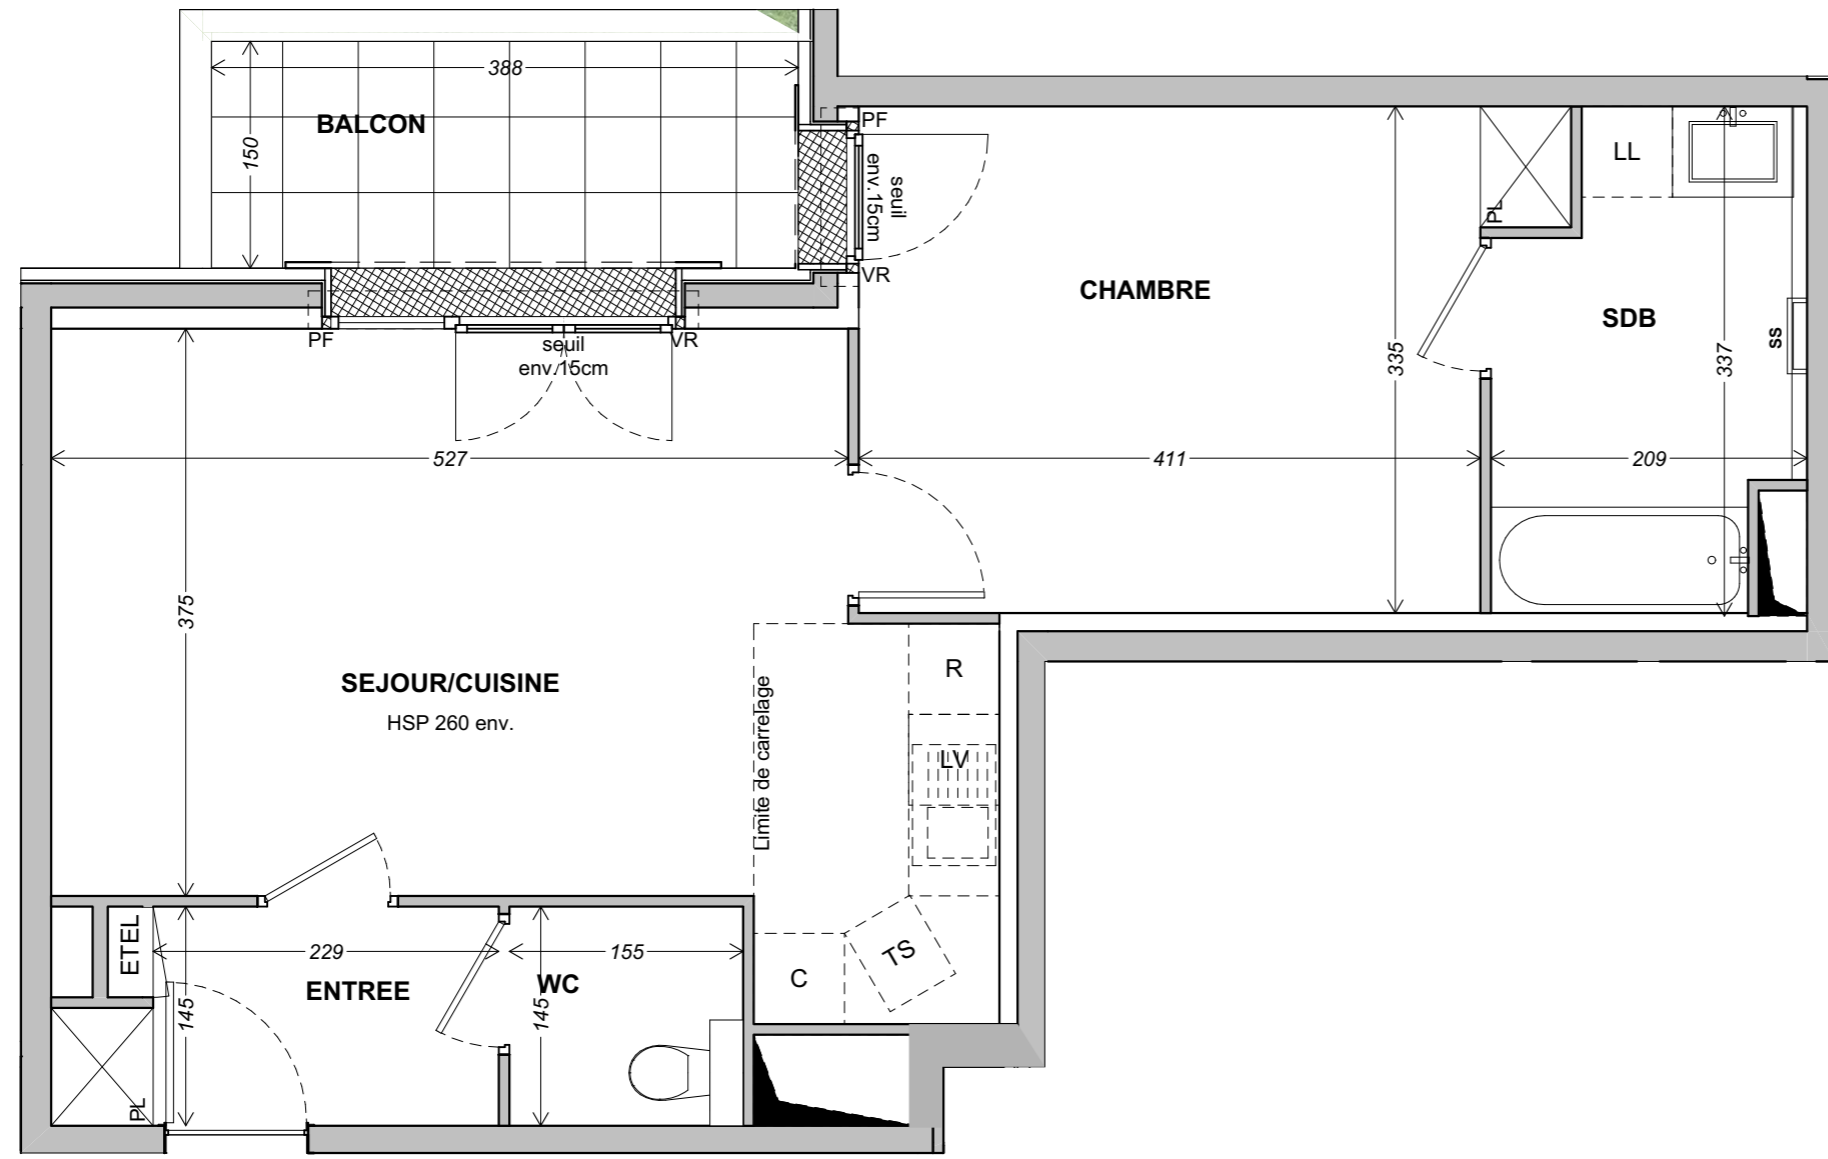 388
BALCON
150
PF
seuil
env.15cm
VR
PL
LL
CHAMBRE
SDB
ss
335
337
PF
seuil
env.15cm
VR
527
411
209
375
SEJOUR/CUISINE
HSP 260 env.
Limite de carrelage
R
LV
ETEL
229
155
ENTREE
WC
145
145
C
TS
PL